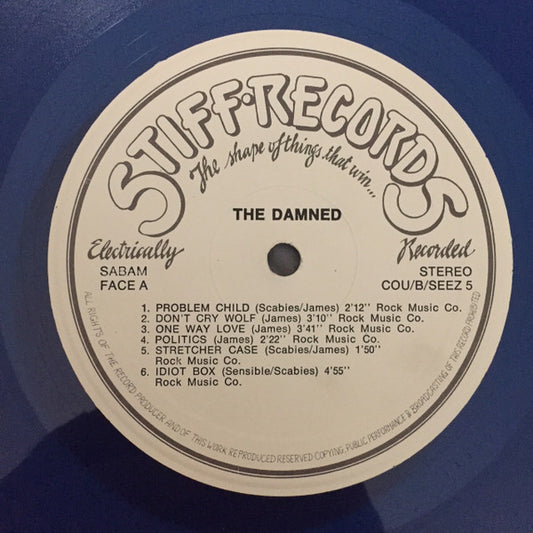 STIFF·RECORDS
The shape of things that win...
THE DAMNED
Electrically Recorded
SABAM STEREO
FACE A COU/B/SEEZ 5
1. PROBLEM CHILD (Scabies/James) 2'12'' Rock Music Co.
2. DON'T CRY WOLF (James) 3'10'' Rock Music Co.
3. ONE WAY LOVE (James) 3'41'' Rock Music Co.
4. POLITICS (James) 2'22'' Rock Music Co.
5. STRETCHER CASE (Scabies/James) 1'50''
Rock Music Co.
6. IDIOT BOX (Sensible/Scabies) 4'55''
Rock Music Co.
ALL RIGHTS OF THE RECORD PRODUCER AND OF THIS WORK REPRODUCED RESERVED COPYING, PUBLIC PERFORMANCE & BROADCASTING OF THIS RECORD PROHIBITED